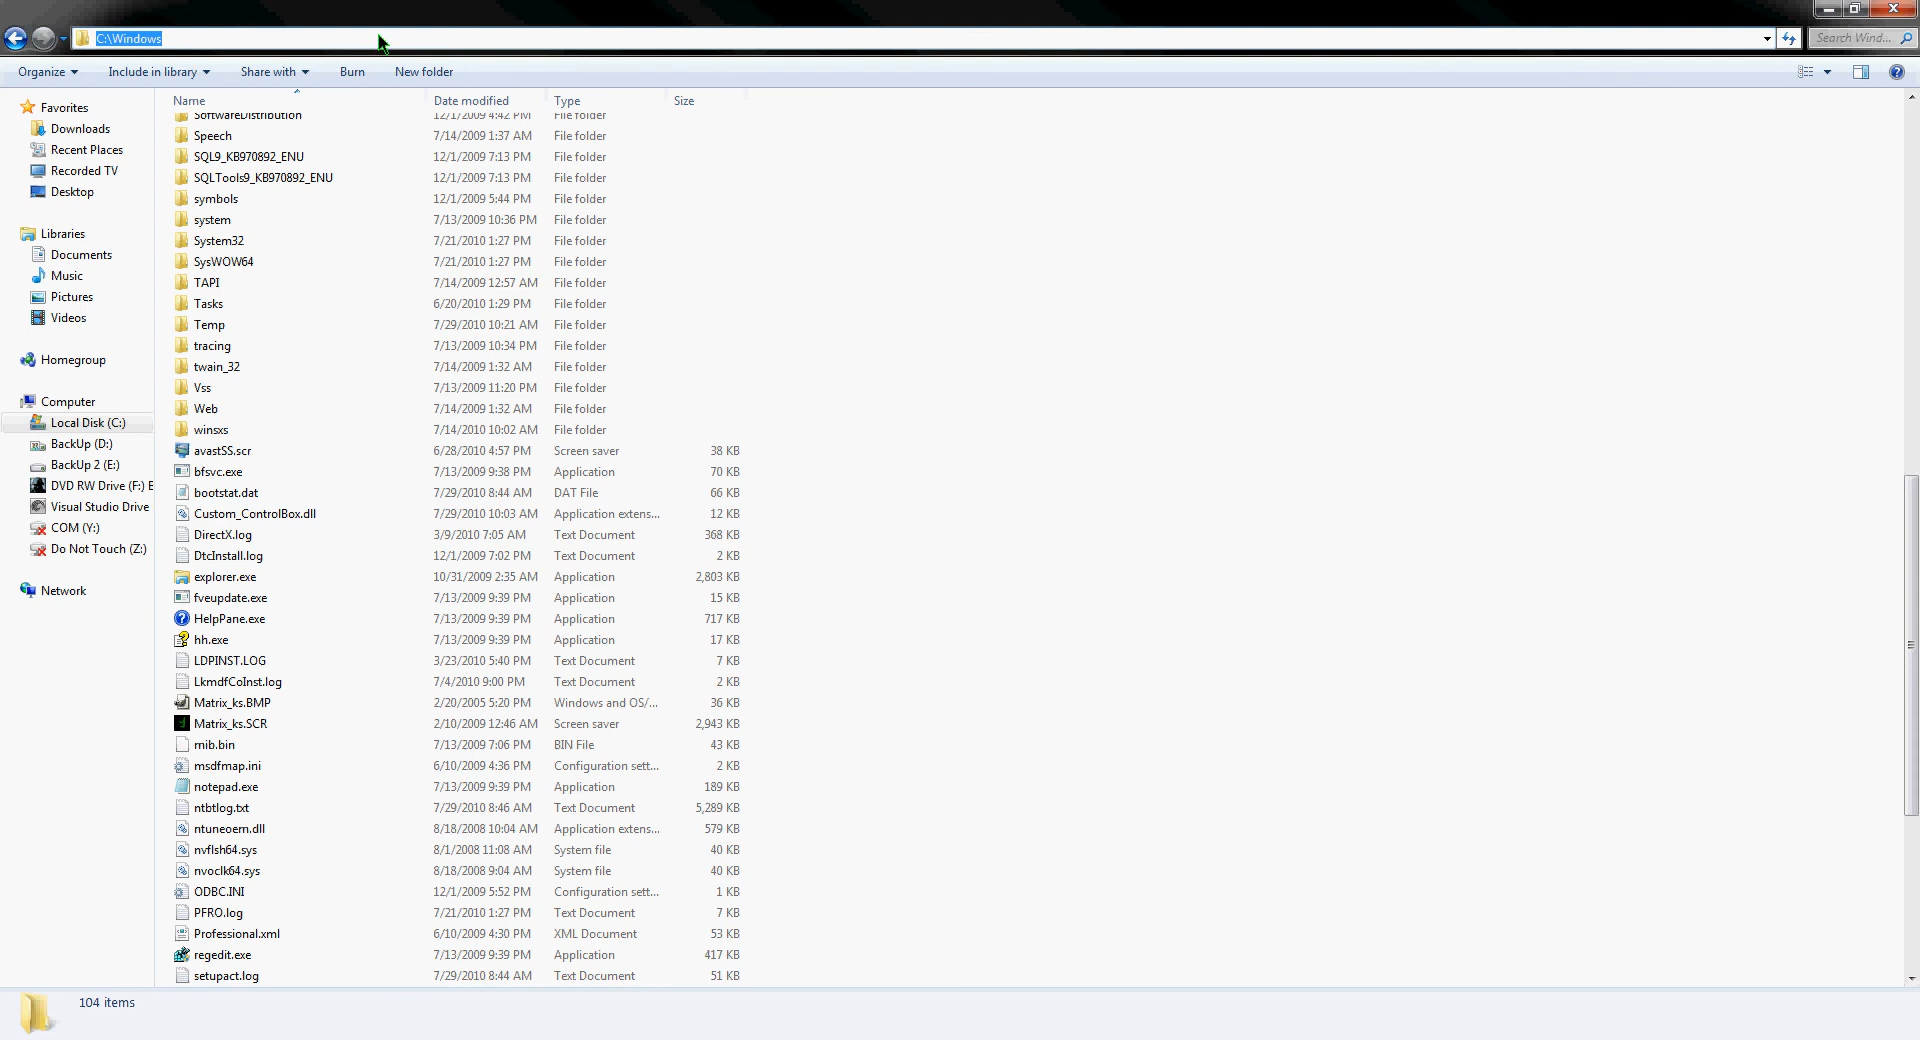 C:\Windows
Search Wind...
Organize Include in library Share with Burn New folder
Favorites
Downloads
Recent Places
Recorded TV
Desktop
Libraries
Documents
Music
Pictures
Videos
Homegroup
Computer
Local Disk (C:)
BackUp (D:)
BackUp 2 (E:)
DVD RW Drive (F:) E
Visual Studio Drive
COM (Y:)
Do Not Touch (Z:)
Network
Name Date modified Type Size
SoftwareDistribution 12/1/2009 4:42 PM File folder
Speech 7/14/2009 1:37 AM File folder
SQL9_KB970892_ENU 12/1/2009 7:13 PM File folder
SQLTools9_KB970892_ENU 12/1/2009 7:13 PM File folder
symbols 12/1/2009 5:44 PM File folder
system 7/13/2009 10:36 PM File folder
System32 7/21/2010 1:27 PM File folder
SysWOW64 7/21/2010 1:27 PM File folder
TAPI 7/14/2009 12:57 AM File folder
Tasks 6/20/2010 1:29 PM File folder
Temp 7/29/2010 10:21 AM File folder
tracing 7/13/2009 10:34 PM File folder
twain_32 7/14/2009 1:32 AM File folder
Vss 7/13/2009 11:20 PM File folder
Web 7/14/2009 1:32 AM File folder
winsxs 7/14/2010 10:02 AM File folder
avastSS.scr 6/28/2010 4:57 PM Screen saver 38 KB
bfsvc.exe 7/13/2009 9:38 PM Application 70 KB
bootstat.dat 7/29/2010 8:44 AM DAT File 66 KB
Custom_ControlBox.dll 7/29/2010 10:03 AM Application extens... 12 KB
DirectX.log 3/9/2010 7:05 AM Text Document 368 KB
DtcInstall.log 12/1/2009 7:02 PM Text Document 2 KB
explorer.exe 10/31/2009 2:35 AM Application 2,803 KB
fveupdate.exe 7/13/2009 9:39 PM Application 15 KB
HelpPane.exe 7/13/2009 9:39 PM Application 717 KB
hh.exe 7/13/2009 9:39 PM Application 17 KB
LDPINST.LOG 3/23/2010 5:40 PM Text Document 7 KB
LkmdfCoInst.log 7/4/2010 9:00 PM Text Document 2 KB
Matrix_ks.BMP 2/20/2005 5:20 PM Windows and OS/... 36 KB
Matrix_ks.SCR 2/10/2009 12:46 AM Screen saver 2,943 KB
mib.bin 7/13/2009 7:06 PM BIN File 43 KB
msdfmap.ini 6/10/2009 4:36 PM Configuration sett... 2 KB
notepad.exe 7/13/2009 9:39 PM Application 189 KB
ntbtlog.txt 7/29/2010 8:46 AM Text Document 5,289 KB
ntuneoem.dll 8/18/2008 10:04 AM Application extens... 579 KB
nvflsh64.sys 8/1/2008 11:08 AM System file 40 KB
nvoclk64.sys 8/18/2008 9:04 AM System file 40 KB
ODBC.INI 12/1/2009 5:52 PM Configuration sett... 1 KB
PFRO.log 7/21/2010 1:27 PM Text Document 7 KB
Professional.xml 6/10/2009 4:30 PM XML Document 53 KB
regedit.exe 7/13/2009 9:39 PM Application 417 KB
setupact.log 7/29/2010 8:44 AM Text Document 51 KB
104 items